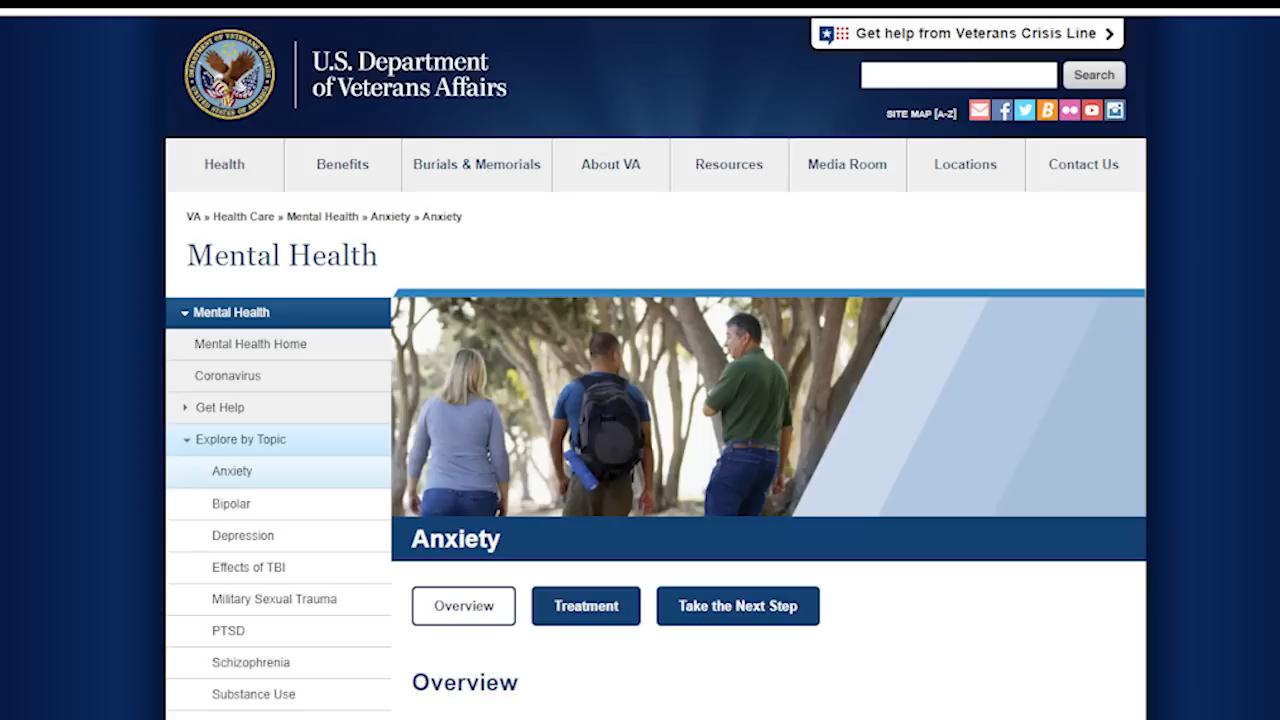 Get help from Veterans Crisis Line
U.S. Department
of Veterans Affairs
Search
SITE MAP [A-Z]
Health
Benefits
Burials & Memorials
About VA
Resources
Media Room
Locations
Contact Us
VA » Health Care » Mental Health » Anxiety » Anxiety
Mental Health
Mental Health
Mental Health Home
Coronavirus
Get Help
Explore by Topic
Anxiety
Bipolar
Depression
Effects of TBI
Military Sexual Trauma
PTSD
Schizophrenia
Substance Use
Anxiety
Overview
Treatment
Take the Next Step
Overview